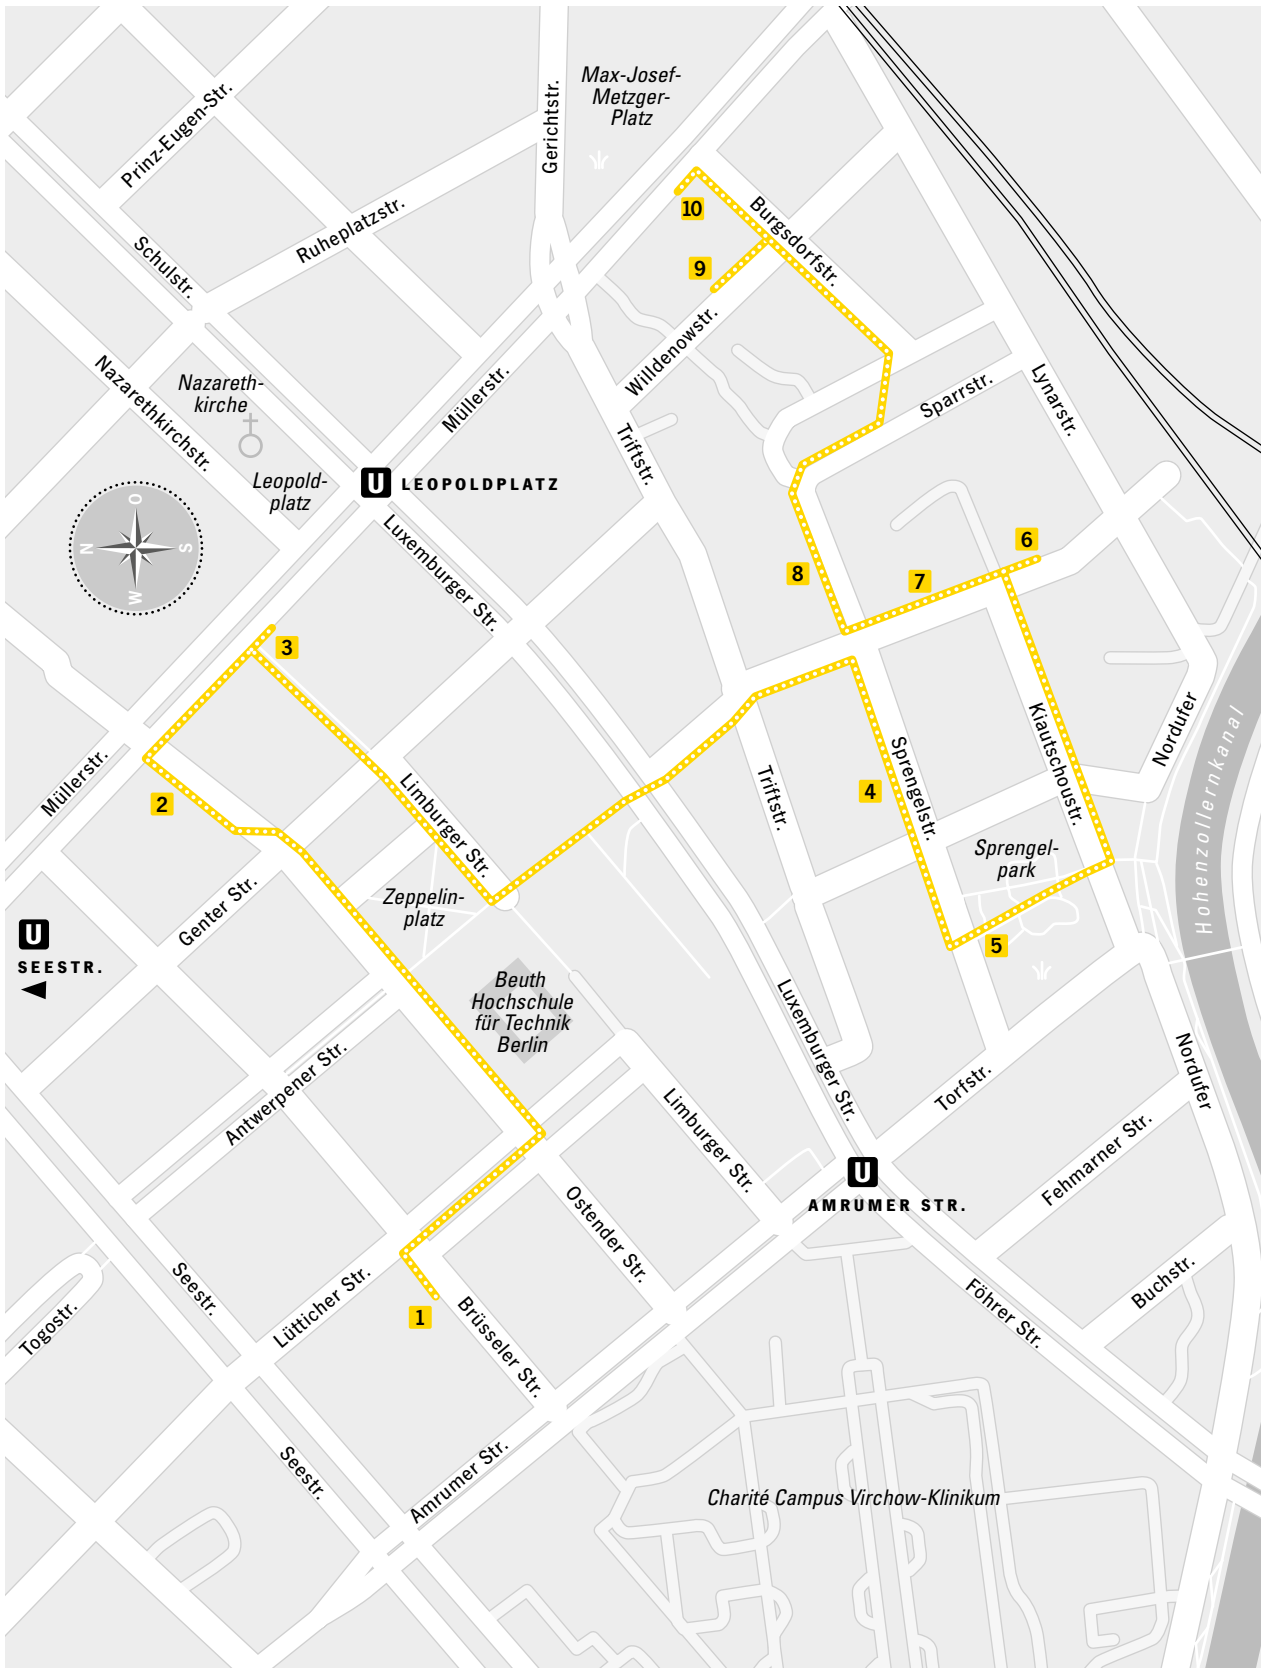 Max-Josef-
Metzger-
Platz
Prinz-Eugen-Str.
Gerichtstr.
Ruheplatzstr.
Schulstr.
10
Burgsdorfstr.
9
Willdenowstr.
Nazarethkirchstr.
Nazareth-
kirche
Müllerstr.
Sparrstr.
Lynarstr.
Triftstr.
Leopold-
platz
U LEOPOLDPLATZ
Luxemburger Str.
N
O
S
W
6
8
7
3
Müllerstr.
2
Limburger Str.
Triftstr.
4
Sprengelstr.
Kiautschoustr.
Nordufer
Hohenzollernkanal
Sprengel-
park
Genter Str.
Zeppelin-
platz
5
U
SEESTR.
Beuth
Hochschule
für Technik
Berlin
Luxemburger Str.
Antwerpener Str.
Torfstr.
Nordufer
Limburger Str.
Fehmarner Str.
U
AMRUMER STR.
Ostender Str.
Seestr.
Lütticher Str.
Togostr.
1
Brüsseler Str.
Föhrer Str.
Buchstr.
Seestr.
Amrumer Str.
Charité Campus Virchow-Klinikum